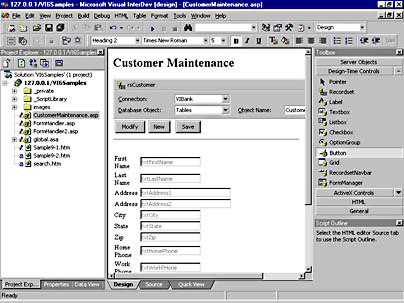 127.0.0.1/VI6Samples - Microsoft Visual InterDev [design] - [CustomerMaintenance.asp]
File Edit View Project Build Debug HTML Table Format Tools Window Help
Design
Heading 2
Times New Roman
5
B I U
Project Explorer - 127.0.0.1...
Solution 'VI6Samples' (1 project)
127.0.0.1/VI6Samples
_private
_ScriptLibrary
images
CustomerMaintenance.asp
FormHandler.asp
FormHandler2.asp
global.asa
Sample9-1.htm
Sample9-2.htm
search.htm
Project Exp...
Properties
Data View
Customer Maintenance
rsCustomer
Connection:
VIBank
Database Object:
Tables
Object Name:
Custome
Modify
New
Save
First Name
txtFirstName
Last Name
txtLastName
Address
txtAddress1
Address
txtAddress2
City
txtCity
State
txtState
Zip
txtZip
Home Phone
txtHomePhone
Work Phone
txtWorkPhone
Design
Source
Quick View
Toolbox
Server Objects
Design-Time Controls
Pointer
Recordset
Label
Textbox
Listbox
Checkbox
OptionGroup
Button
Grid
RecordsetNavbar
FormManager
ActiveX Controls
HTML
General
Script Outline
Select the HTML editor Source tab to use the Script Outline.
Ready